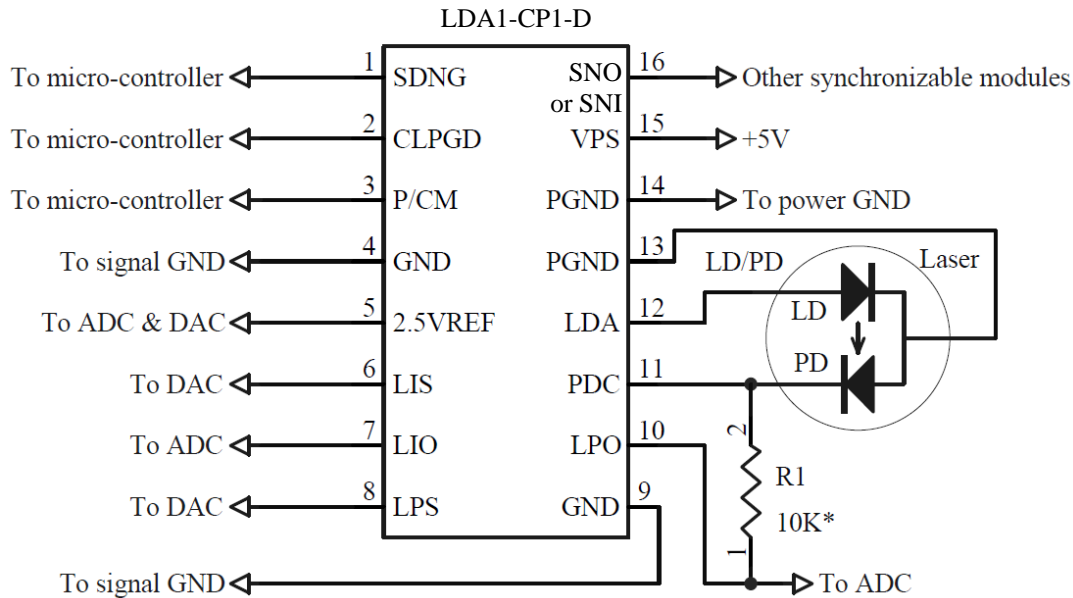 LDA1-CP1-D
To micro-controller 1 SDNG SNO 16 Other synchronizable modules
or SNI
To micro-controller 2 CLPGD VPS 15 +5V
To micro-controller 3 P/CM PGND 14 To power GND
To signal GND 4 GND PGND 13 LD/PD Laser
To ADC & DAC 5 2.5VREF LDA 12 LD
To DAC 6 LIS PDC 11 PD
To ADC 7 LIO LPO 10 2
R1
To DAC 8 LPS GND 9 10K*
1
To signal GND To ADC